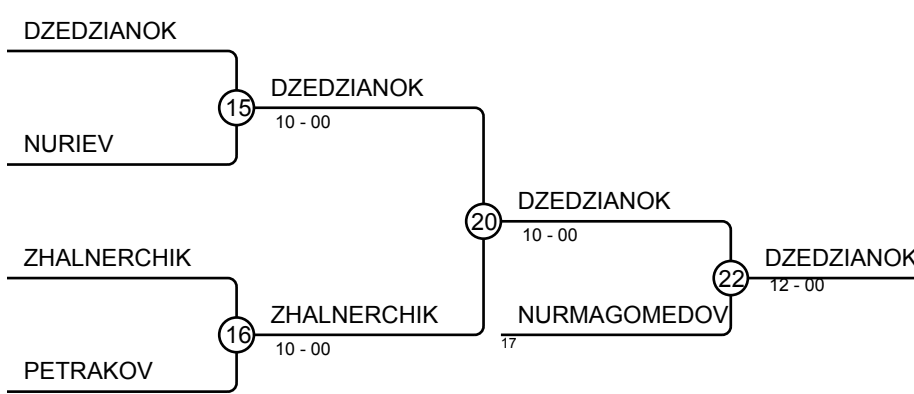 DZEDZIANOK
DZEDZIANOK
15
10 - 00
NURIEV
DZEDZIANOK
20
10 - 00
ZHALNERCHIK
DZEDZIANOK
22
12 - 00
ZHALNERCHIK
NURMAGOMEDOV
16
17
10 - 00
PETRAKOV